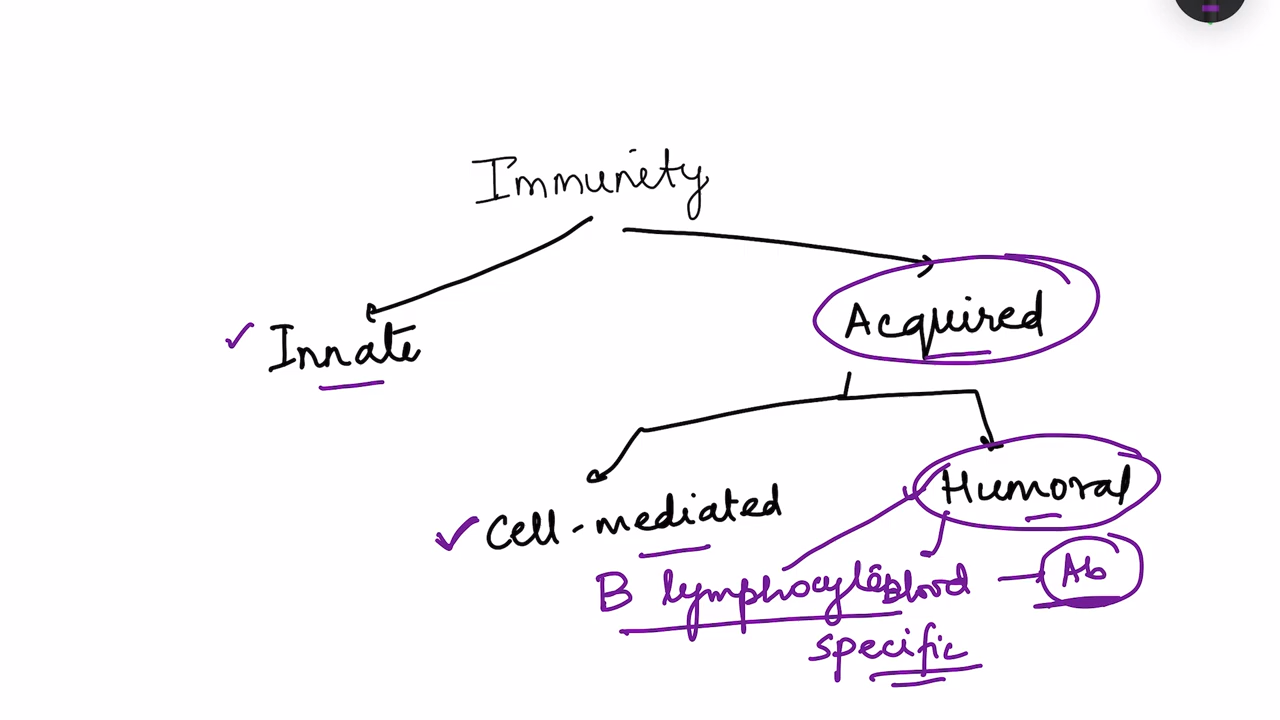 Immunity
Innate
Acquired
Cell-mediated
Humoral
B lymphocyte
Blood
Ab
specific